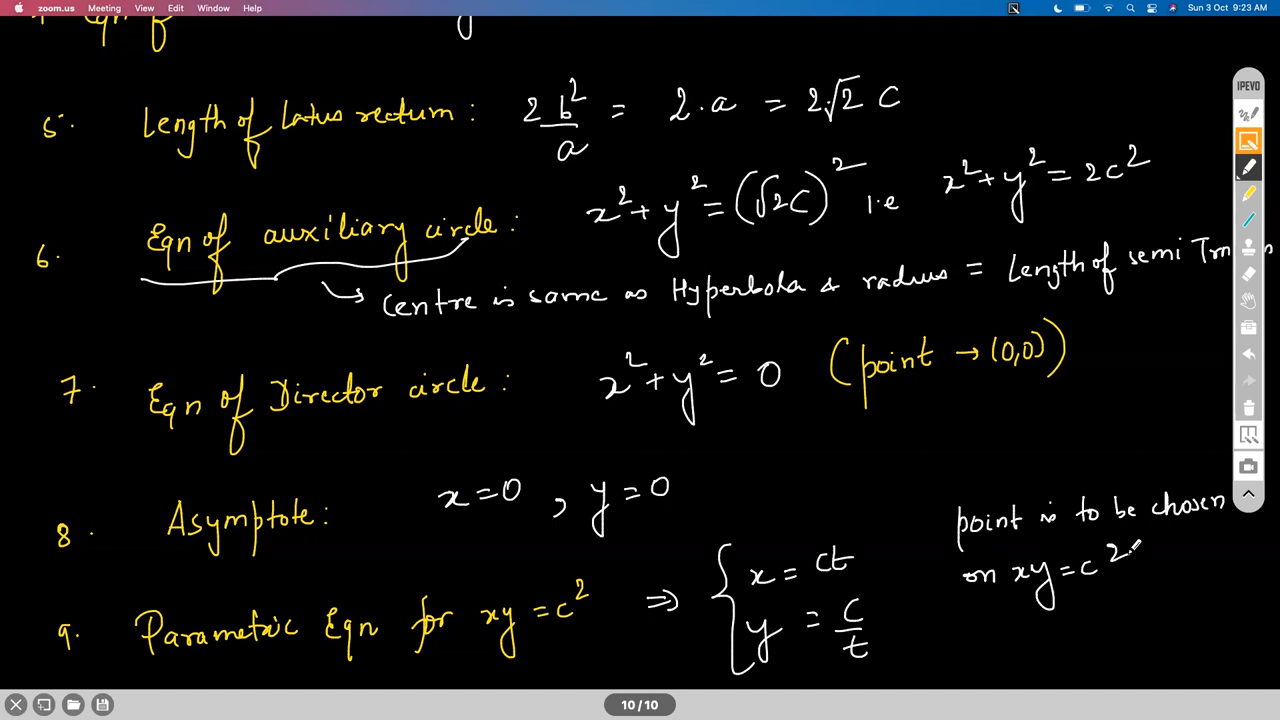 zoom.us Meeting View Edit Window Help Sun 3 Oct 9:23 AM
Eqn of
5. Length of Latus rectum: 2b²/a = 2·a = 2√2 C
6. Eqn of auxiliary circle: x² + y² = (√2C)² i.e x² + y² = 2c²
Centre is same as Hyperbola & radius = Length of semi
7. Eqn of Director circle: x² + y² = 0 (point → (0,0))
8. Asymptote: x=0, y=0
point is to be chosen
on xy = c²
9. Parametric Eqn for xy = c² ⇒ { x = ct
y = c/t
IPEVO
10/10